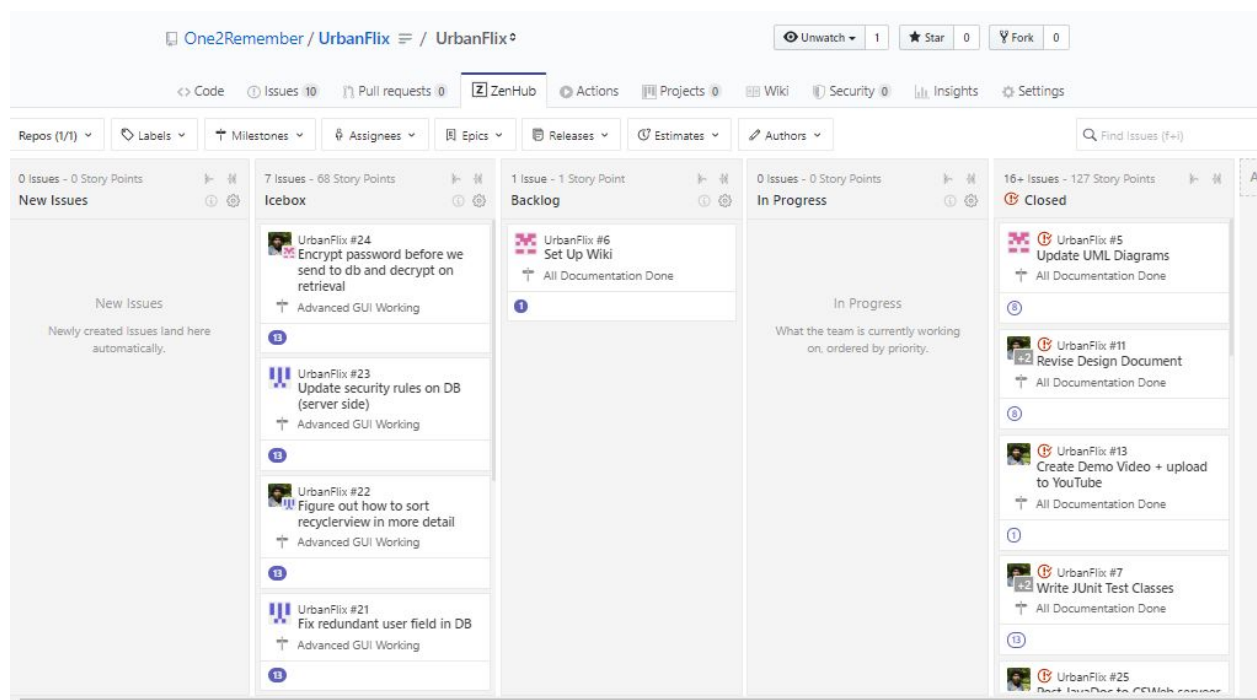 One2Remember / UrbanFlix / UrbanFlix
Unwatch 1 Star 0 Fork 0
<> Code Issues 10 Pull requests 0 Z ZenHub Actions Projects 0 Wiki Security 0 Insights Settings
Repos (1/1) Labels Milestones Assignees Epics Releases Estimates Authors Find Issues (f+i)
0 Issues - 0 Story Points
New Issues
New Issues
Newly created Issues land here
automatically.
7 Issues - 68 Story Points
Icebox
UrbanFlix #24
Encrypt password before we
send to db and decrypt on
retrieval
Advanced GUI Working
13
UrbanFlix #23
Update security rules on DB
(server side)
Advanced GUI Working
13
UrbanFlix #22
Figure out how to sort
recyclerview in more detail
Advanced GUI Working
13
UrbanFlix #21
Fix redundant user field in DB
Advanced GUI Working
13
1 Issue - 1 Story Point
Backlog
UrbanFlix #6
Set Up Wiki
All Documentation Done
1
0 Issues - 0 Story Points
In Progress
In Progress
What the team is currently working
on, ordered by priority.
16+ Issues - 127 Story Points
Closed
UrbanFlix #5
Update UML Diagrams
All Documentation Done
8
+2 UrbanFlix #11
Revise Design Document
All Documentation Done
8
UrbanFlix #13
Create Demo Video + upload
to YouTube
All Documentation Done
1
+2 UrbanFlix #7
Write JUnit Test Classes
All Documentation Done
13
UrbanFlix #25
Post JavaDoc to CSWeb